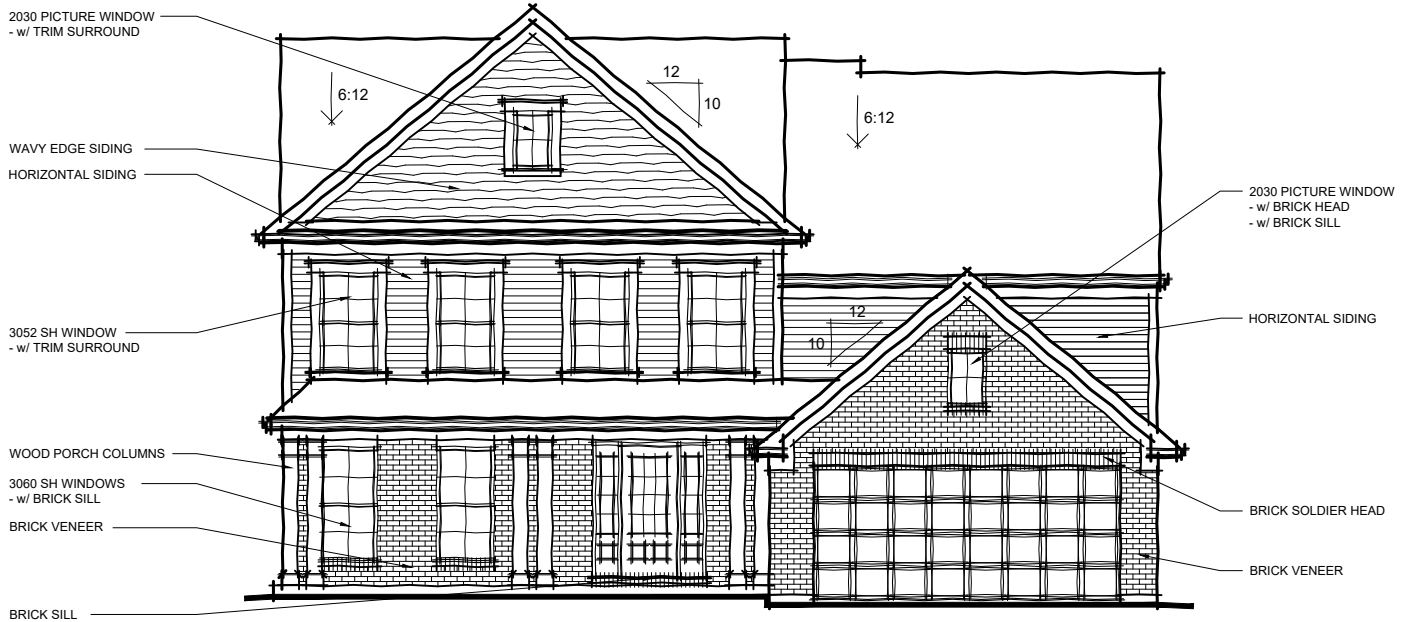 2030 PICTURE WINDOW
- w/ TRIM SURROUND
12
10
6:12
6:12
WAVY EDGE SIDING
HORIZONTAL SIDING
2030 PICTURE WINDOW
- w/ BRICK HEAD
- w/ BRICK SILL
12
10
HORIZONTAL SIDING
3052 SH WINDOW
- w/ TRIM SURROUND
WOOD PORCH COLUMNS
3060 SH WINDOWS
- w/ BRICK SILL
BRICK VENEER
BRICK SOLDIER HEAD
BRICK VENEER
BRICK SILL